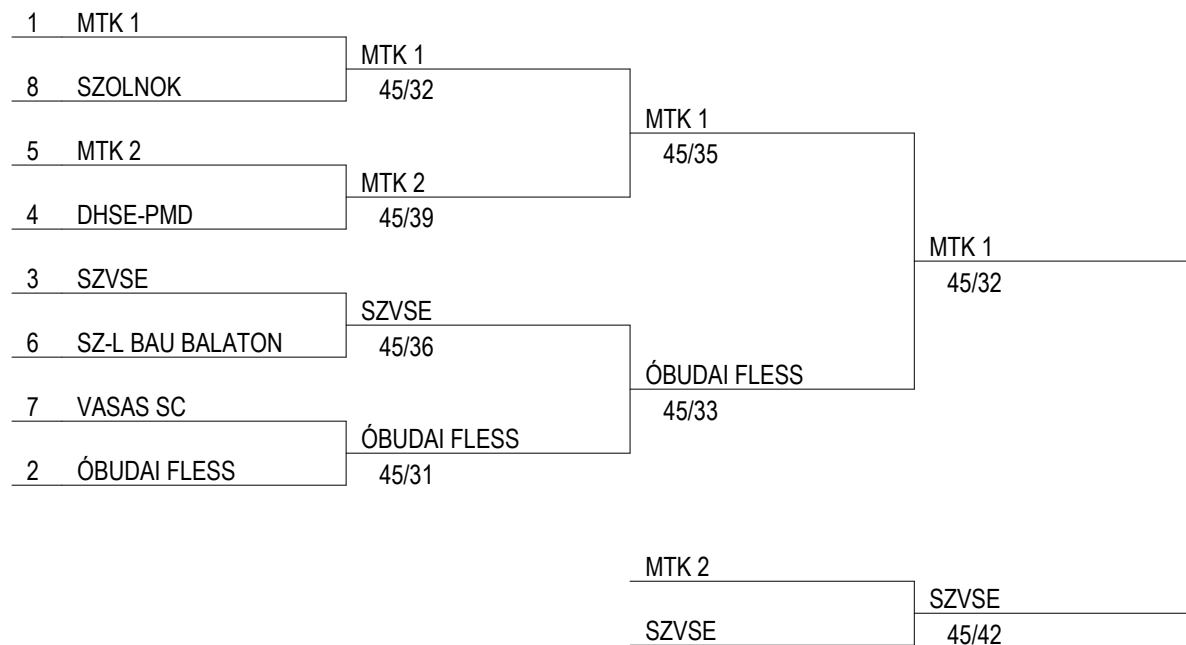 1 MTK 1
MTK 1
8 SZOLNOK
45/32
MTK 1
5 MTK 2
45/35
MTK 2
4 DHSE-PMD
45/39
MTK 1
3 SZVSE
45/32
SZVSE
6 SZ-L BAU BALATON
45/36
ÓBUDAI FLESS
7 VASAS SC
45/33
ÓBUDAI FLESS
2 ÓBUDAI FLESS
45/31
MTK 2
SZVSE
SZVSE
45/42